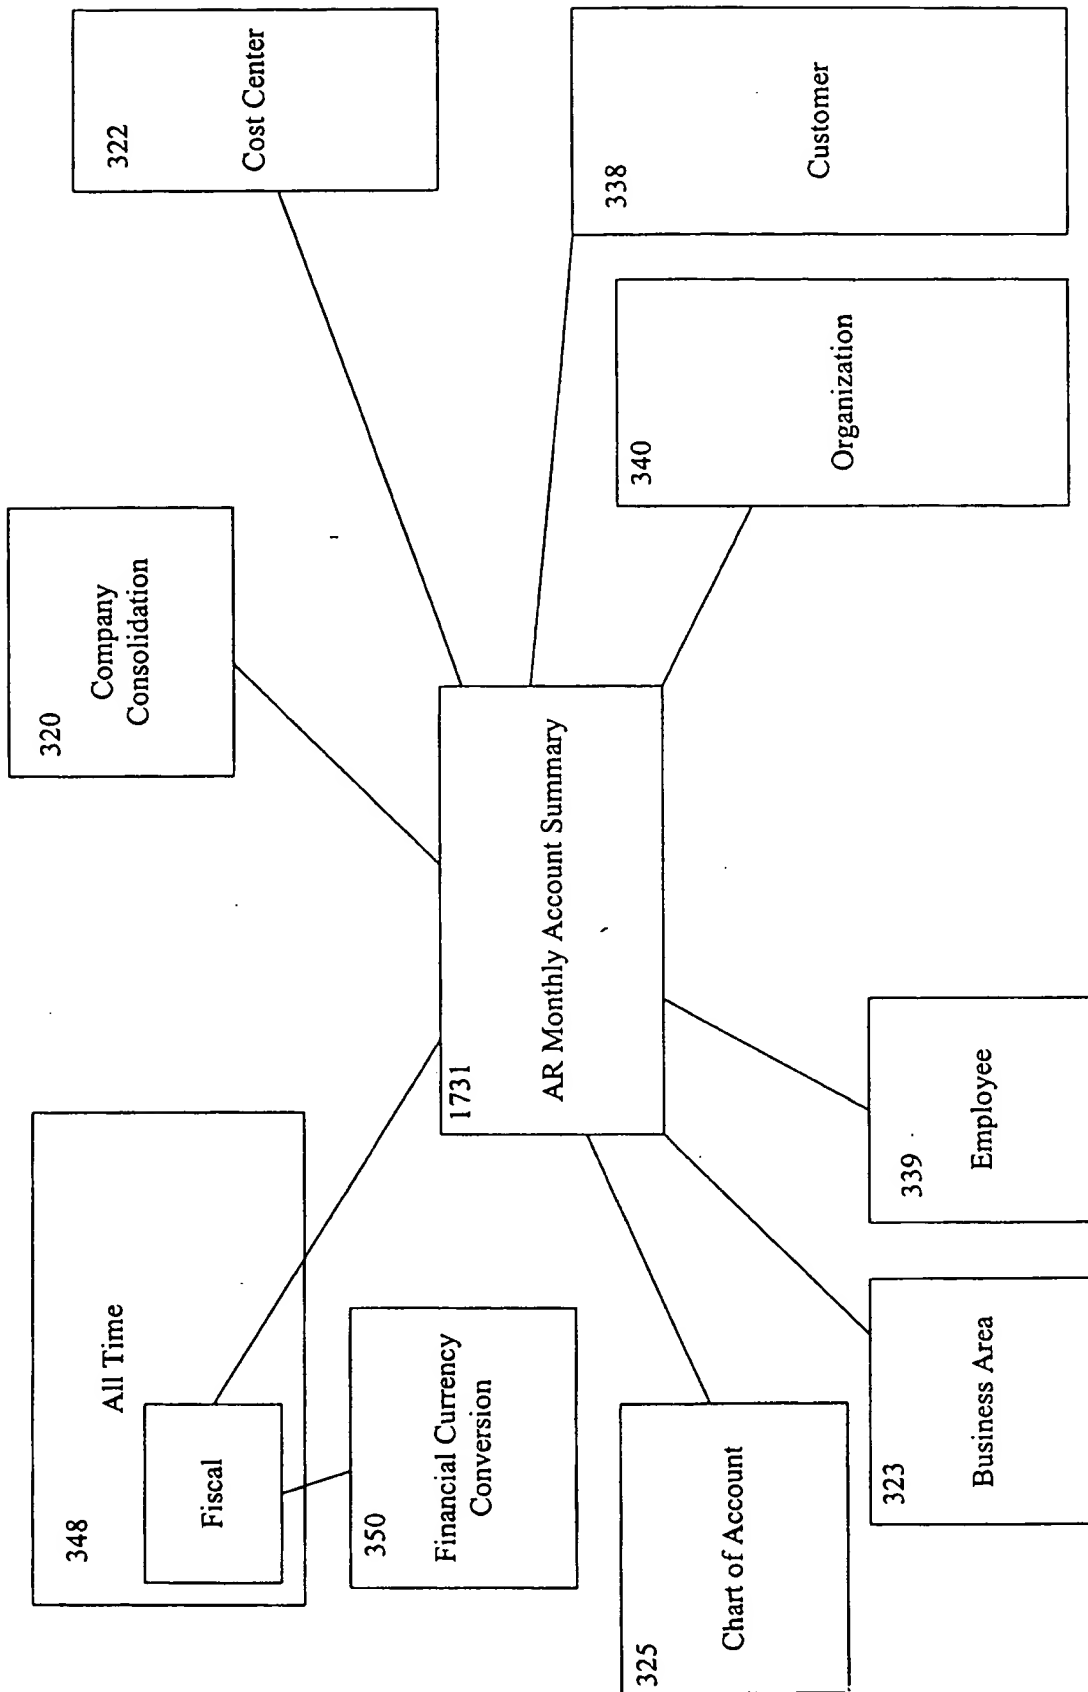 348
All Time
Fiscal
350
Financial Currency
Conversion
325
Chart of Account
323
Business Area
339
Employee
1731
AR Monthly Account Summary
320
Company
Consolidation
322
Cost Center
340
Organization
338
Customer